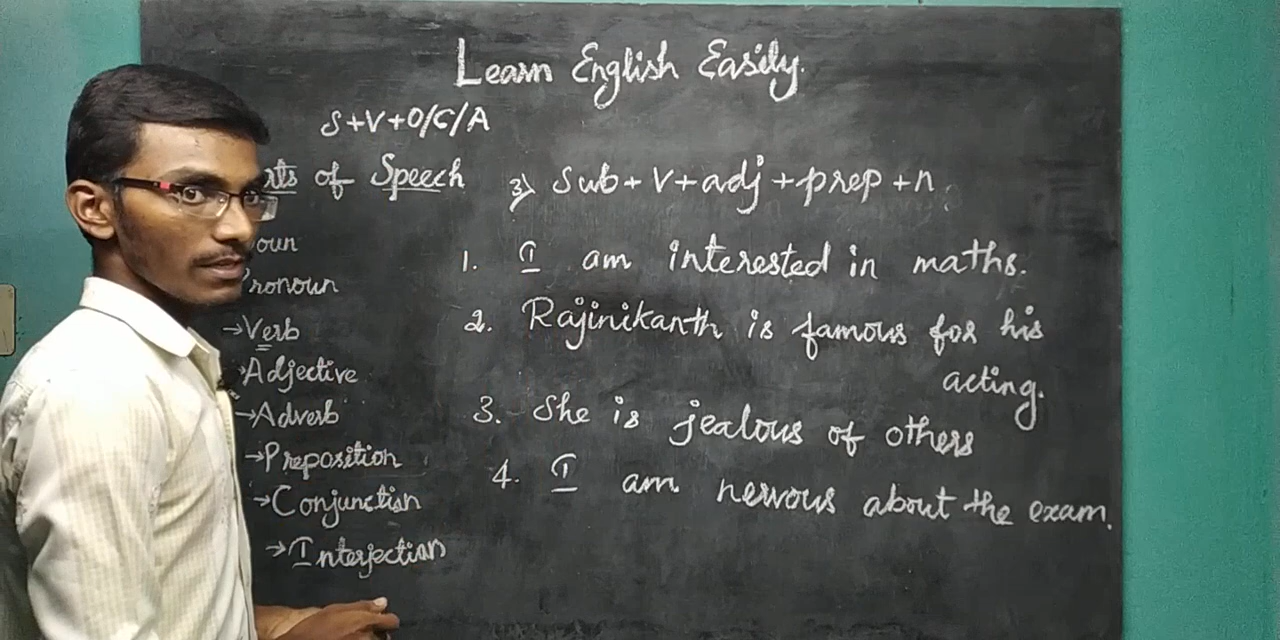 Learn English Easily.
S+V+O/C/A
rts of Speech
oun
Pronoun
→Verb
→Adjective
→Adverb
→Preposition
→Conjunction
→Interjection
3) Sub+V+adj+prep+n
1. I am interested in maths.
2. Rajinikanth is famous for his
acting.
3. She is jealous of others
4. I am nervous about the exam.